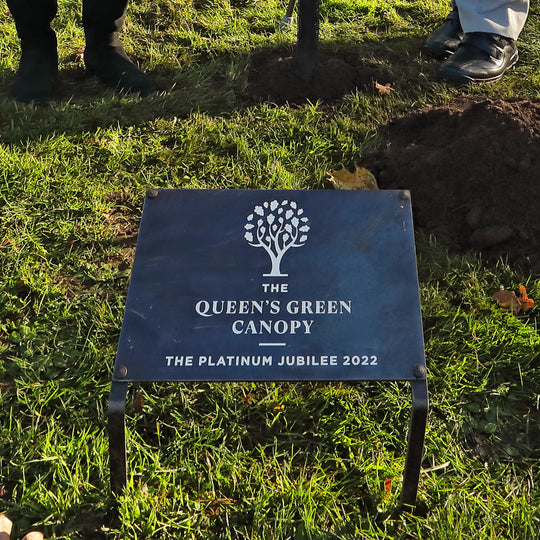 THE
QUEEN'S GREEN
CANOPY
THE PLATINUM JUBILEE 2022